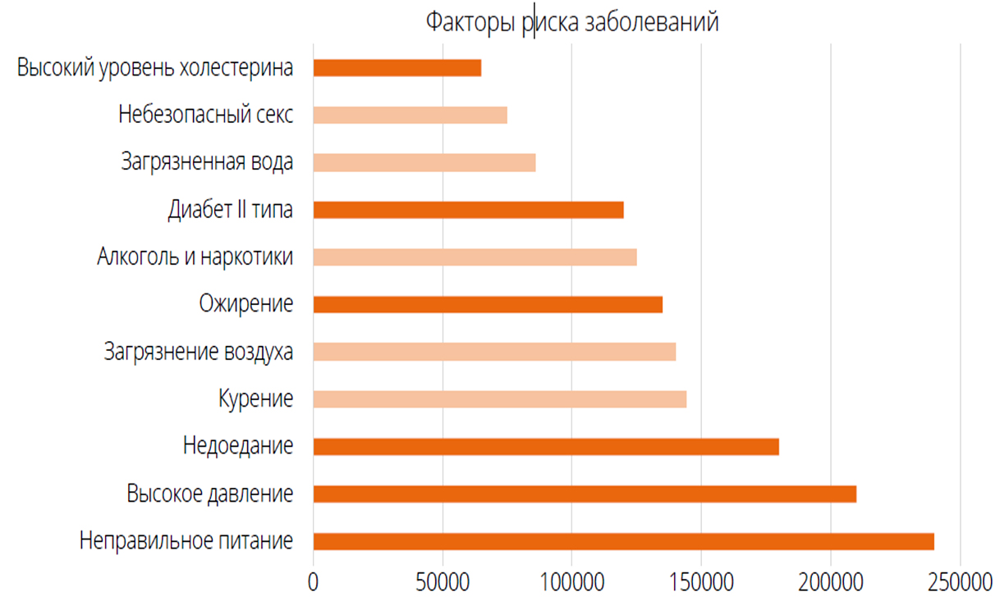 Факторы риска заболеваний
Высокий уровень холестерина
Небезопасный секс
Загрязненная вода
Диабет II типа
Алкоголь и наркотики
Ожирение
Загрязнение воздуха
Курение
Недоедание
Высокое давление
Неправильное питание
0 50000 100000 150000 200000 250000